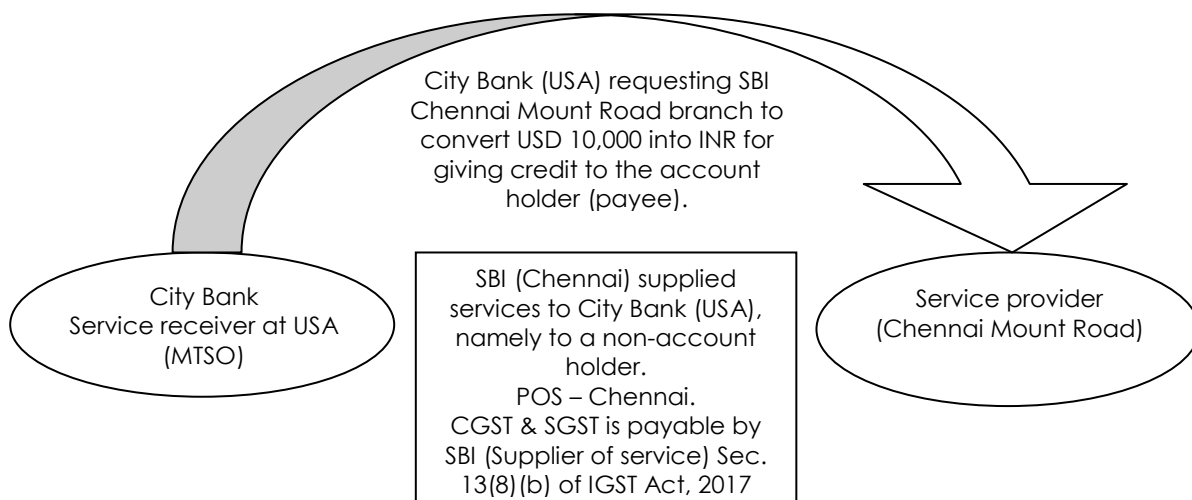 City Bank (USA) requesting SBI
Chennai Mount Road branch to
convert USD 10,000 into INR for
giving credit to the account
holder (payee).
City Bank
Service receiver at USA
(MTSO)
SBI (Chennai) supplied
services to City Bank (USA),
namely to a non-account
holder.
POS – Chennai.
CGST & SGST is payable by
SBI (Supplier of service) Sec.
13(8)(b) of IGST Act, 2017
Service provider
(Chennai Mount Road)